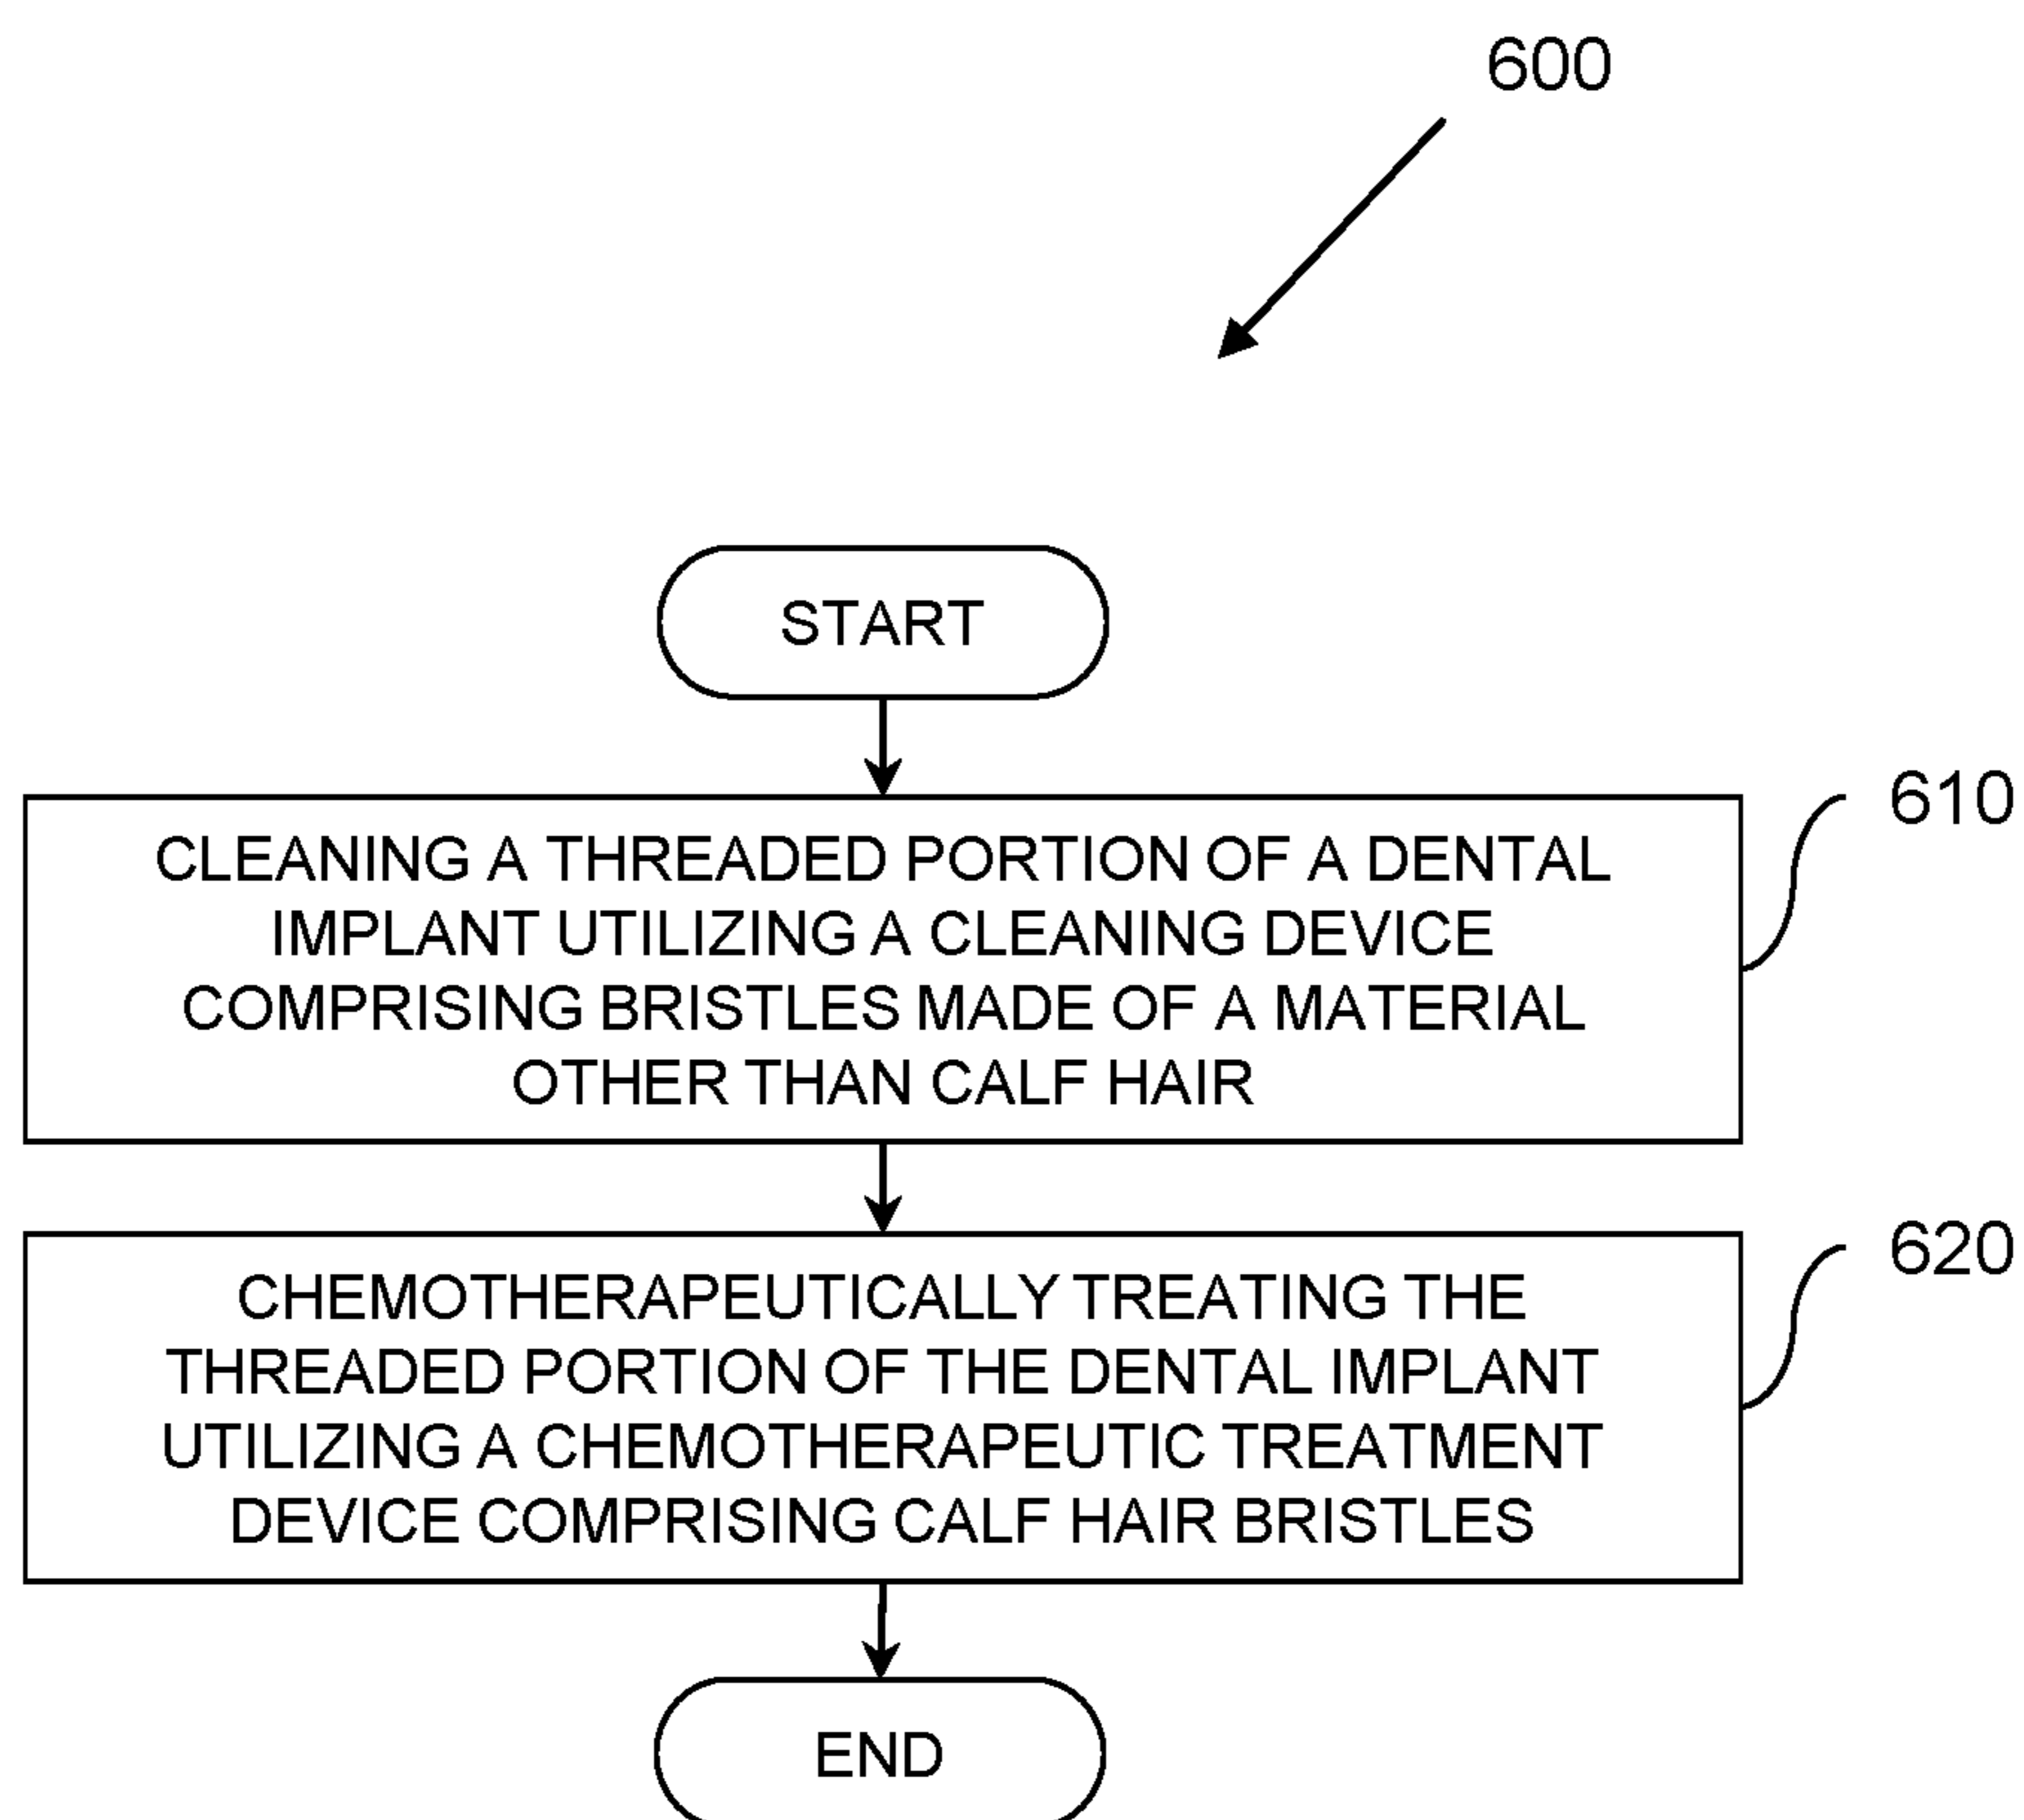 600
START
610
CLEANING A THREADED PORTION OF A DENTAL
IMPLANT UTILIZING A CLEANING DEVICE
COMPRISING BRISTLES MADE OF A MATERIAL
OTHER THAN CALF HAIR
620
CHEMOTHERAPEUTICALLY TREATING THE
THREADED PORTION OF THE DENTAL IMPLANT
UTILIZING A CHEMOTHERAPEUTIC TREATMENT
DEVICE COMPRISING CALF HAIR BRISTLES
END